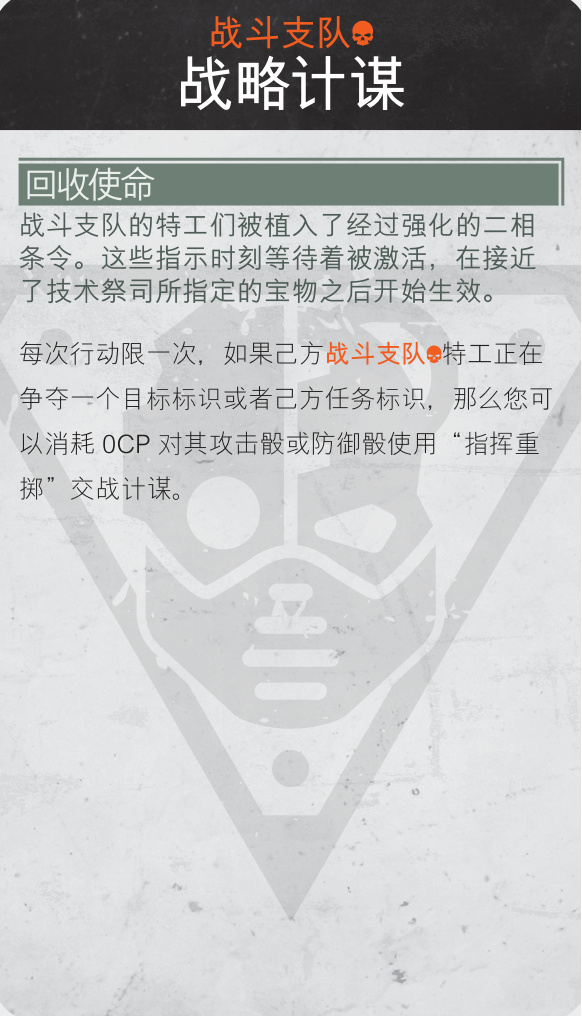 战斗支队
战略计谋
回收使命
战斗支队的特工们被植入了经过强化的二相
条令。这些指示时刻等待着被激活，在接近
了技术祭司所指定的宝物之后开始生效。
每次行动限一次，如果己方战斗支队特工正在
争夺一个目标标识或者己方任务标识，那么您可
以消耗 0CP 对其攻击骰或防御骰使用“指挥重
掷”交战计谋。